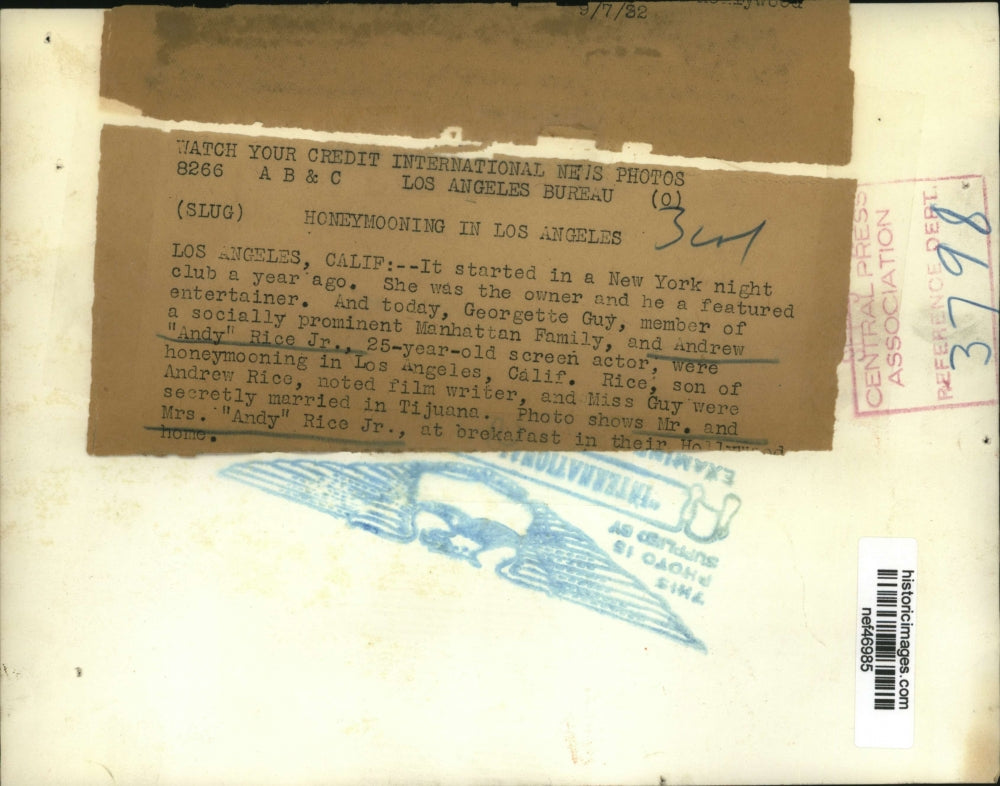 9/7/32
WATCH YOUR CREDIT INTERNATIONAL NEWS PHOTOS
8266 A B & C LOS ANGELES BUREAU (O)
(SLUG) HONEYMOONING IN LOS ANGELES
LOS ANGELES, CALIF:--It started in a New York night
club a year ago. She was the owner and he a featured
entertainer. And today, Georgette Guy, member of
a socially prominent Manhattan Family, and Andrew
"Andy" Rice Jr., 25-year-old screen actor, were
honeymooning in Los Angeles, Calif. Rice, son of
Andrew Rice, noted film writer, and Miss Guy were
secretly married in Tijuana. Photo shows Mr. and
Mrs. "Andy" Rice Jr., at brekafast in their Hollywood
home.
CENTRAL PRESS
ASSOCIATION
REFERENCE DEPT.
3798
THIS
PHOTO IS
SUPPLIED BY
"INTERNATIONAL
historicimages.com
nef46985